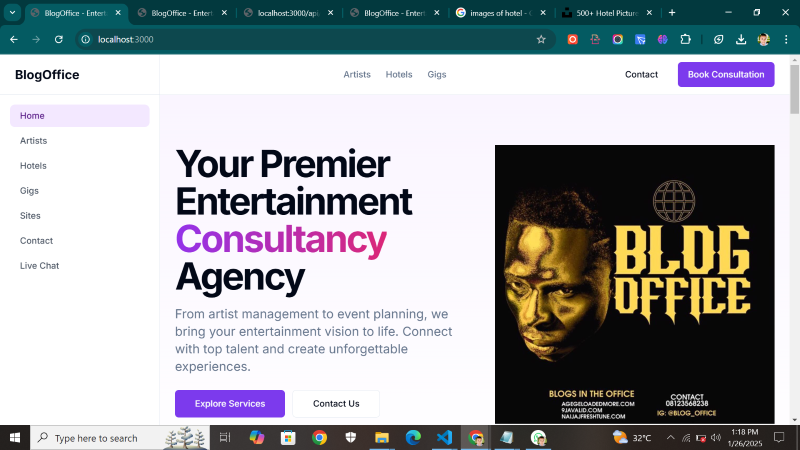 BlogOffice - Entert
BlogOffice - Entert
localhost:3000/api
BlogOffice - Entert
images of hotel - G
500+ Hotel Picture
localhost:3000
BlogOffice
Artists Hotels Gigs
Contact
Book Consultation
Home
Artists
Hotels
Gigs
Sites
Contact
Live Chat
Your Premier
Entertainment
Consultancy
Agency
From artist management to event planning, we
bring your entertainment vision to life. Connect
with top talent and create unforgettable
experiences.
Explore Services
Contact Us
BLOG
OFFICE
BLOGS IN THE OFFICE
AGEGELOADEDMORE.COM
9JAVALID.COM
NAIJAJFRESHTUNE.COM
CONTACT
08123568238
IG: @BLOG_OFFICE
Type here to search
32°C
1:18 PM
1/26/2025